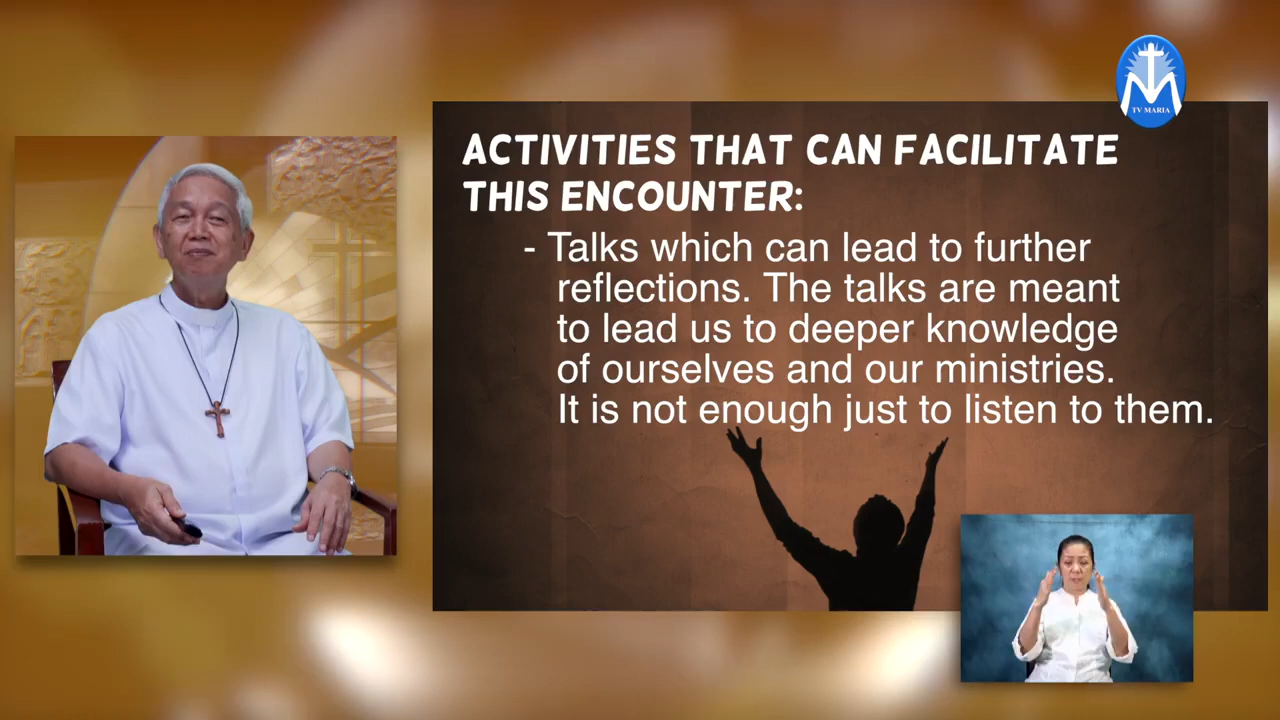 TV MARIA
ACTIVITIES THAT CAN FACILITATE
THIS ENCOUNTER:
- Talks which can lead to further
reflections. The talks are meant
to lead us to deeper knowledge
of ourselves and our ministries.
It is not enough just to listen to them.